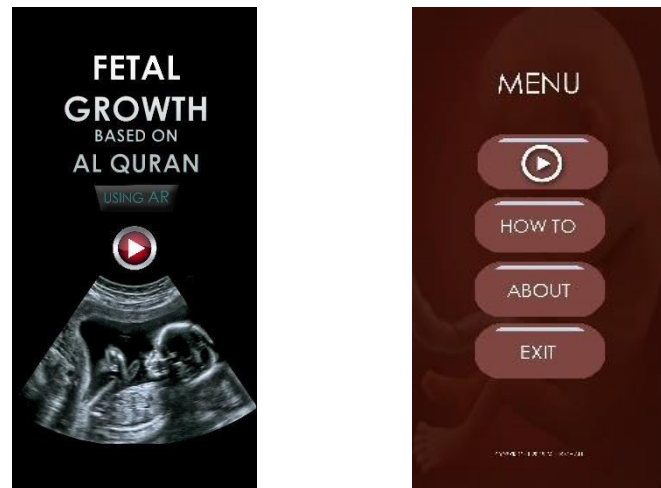 FETAL
GROWTH
BASED ON
AL QURAN
USING AR
MENU
HOW TO
ABOUT
EXIT